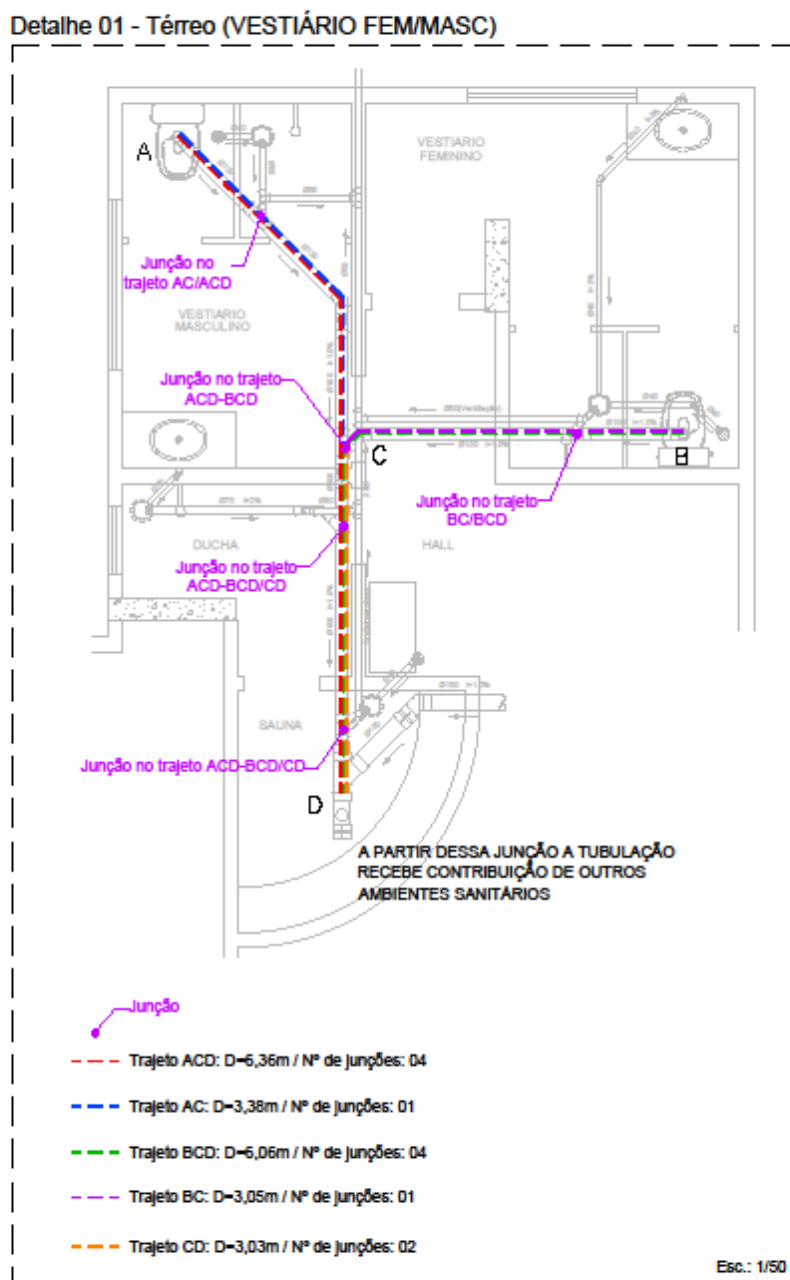 Detalhe 01 - Térreo (VESTIÁRIO FEM/MASC)
A
VESTIARIO
FEMININO
Junção no
trajeto AC/ACD
VESTIARIO
MASCULINO
Junção no trajeto
ACD-BCD
Ø50(Ventilação)
C
B
Junção no trajeto
BC/BCD
DUCHA
HALL
Junção no trajeto
ACD-BCD/CD
SAUNA
Junção no trajeto ACD-BCD/CD
D
A PARTIR DESSA JUNÇÃO A TUBULAÇÃO
RECEBE CONTRIBUIÇÃO DE OUTROS
AMBIENTES SANITÁRIOS
Junção
Trajeto ACD: D=6,36m / Nº de junções: 04
Trajeto AC: D=3,38m / Nº de junções: 01
Trajeto BCD: D=6,06m / Nº de junções: 04
Trajeto BC: D=3,05m / Nº de junções: 01
Trajeto CD: D=3,03m / Nº de junções: 02
Esc.: 1/50